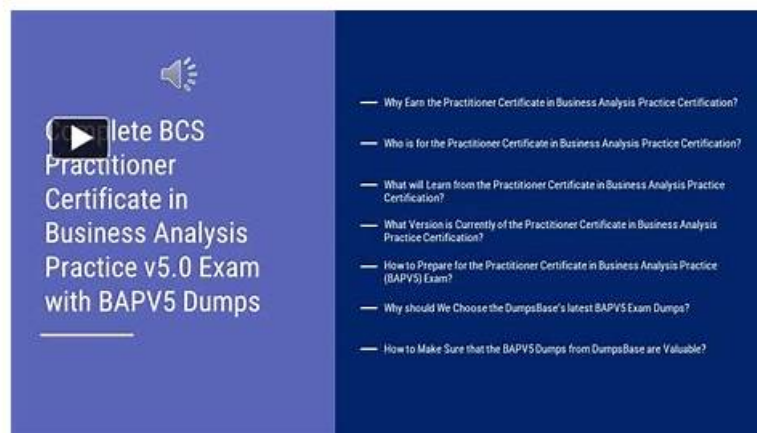 Complete BCS
Practitioner
Certificate in
Business Analysis
Practice v5.0 Exam
with BAPV5 Dumps
Why Earn the Practitioner Certificate in Business Analysis Practice Certification?
Who is for the Practitioner Certificate in Business Analysis Practice Certification?
What will Learn from the Practitioner Certificate in Business Analysis Practice
Certification?
What Version is Currently of the Practitioner Certificate in Business Analysis
Practice Certification?
How to Prepare for the Practitioner Certificate in Business Analysis Practice
(BAPV5) Exam?
Why should We Choose the DumpsBase's latest BAPV5 Exam Dumps?
How to Make Sure that the BAPV5 Dumps from DumpsBase are Valuable?